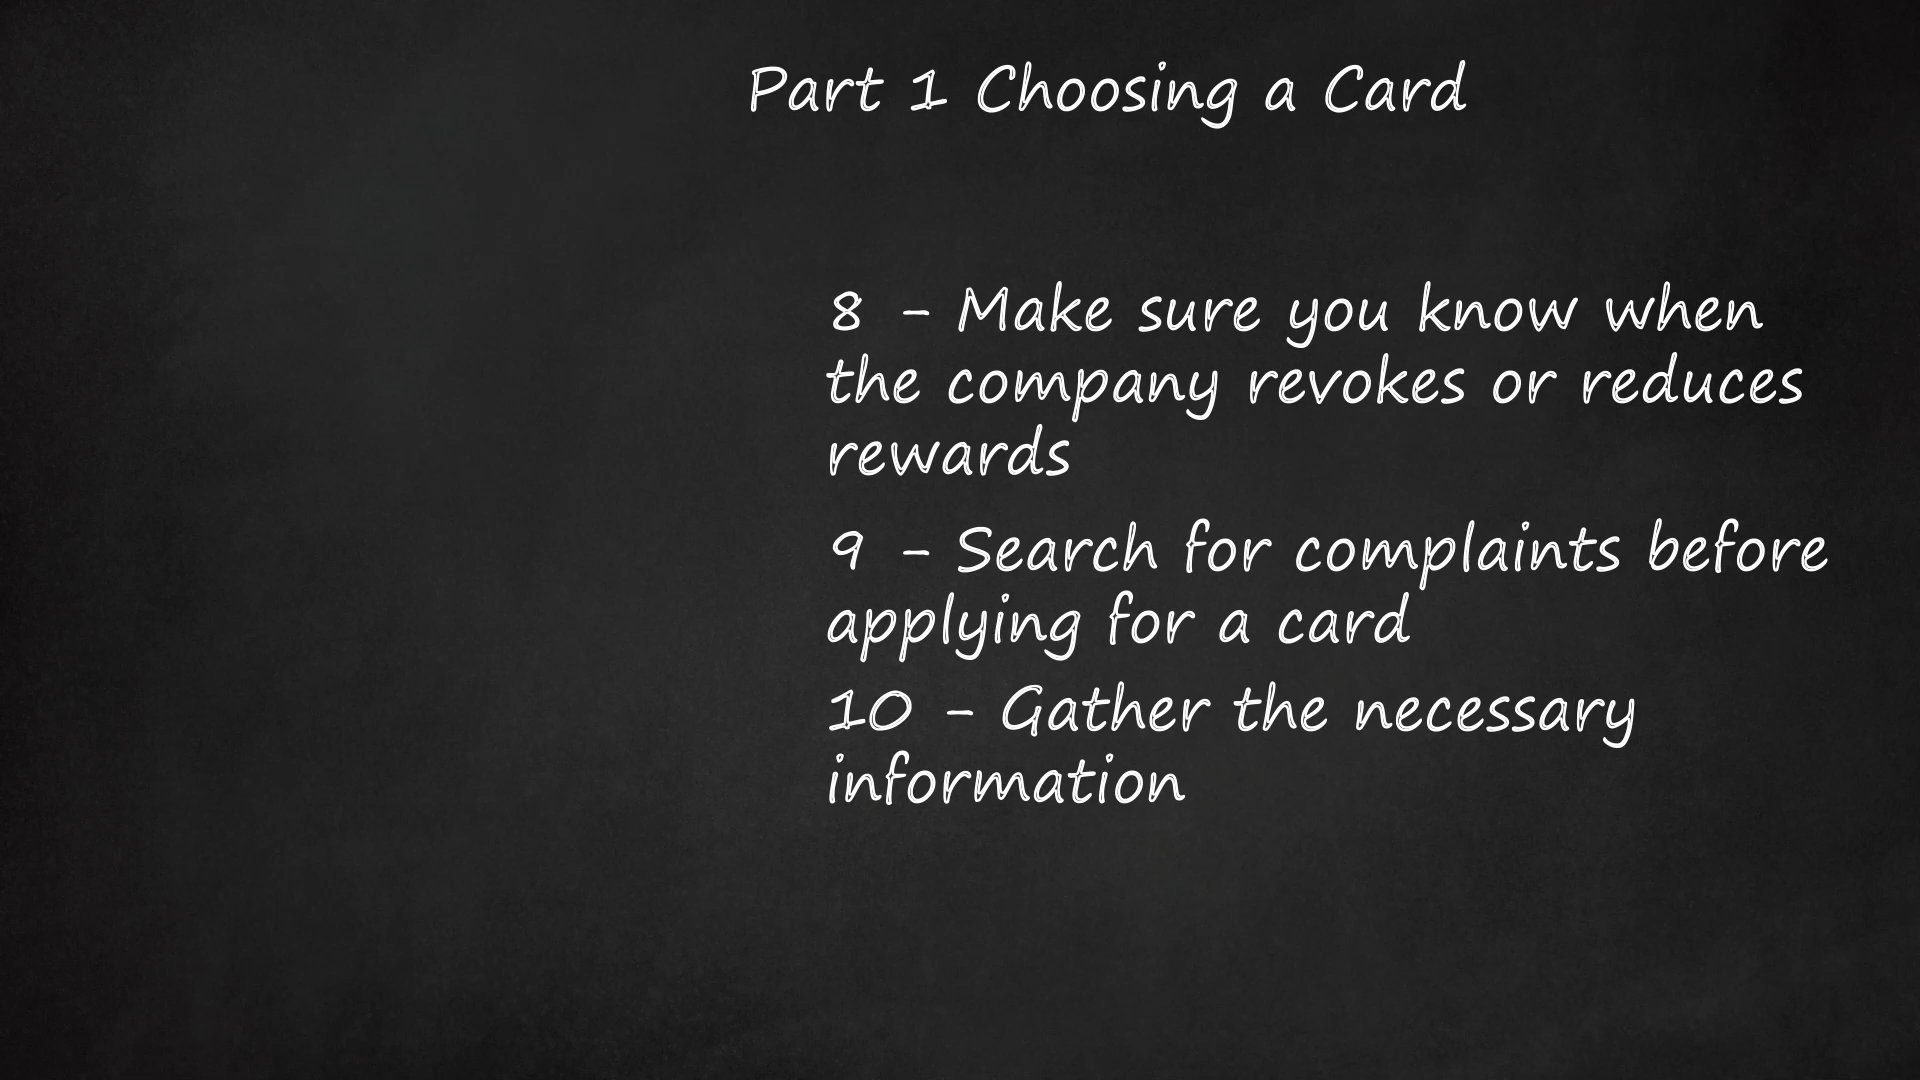 Part 1 Choosing a Card
8 - Make sure you know when
the company revokes or reduces
rewards
9 - Search for complaints before
applying for a card
10 - Gather the necessary
information